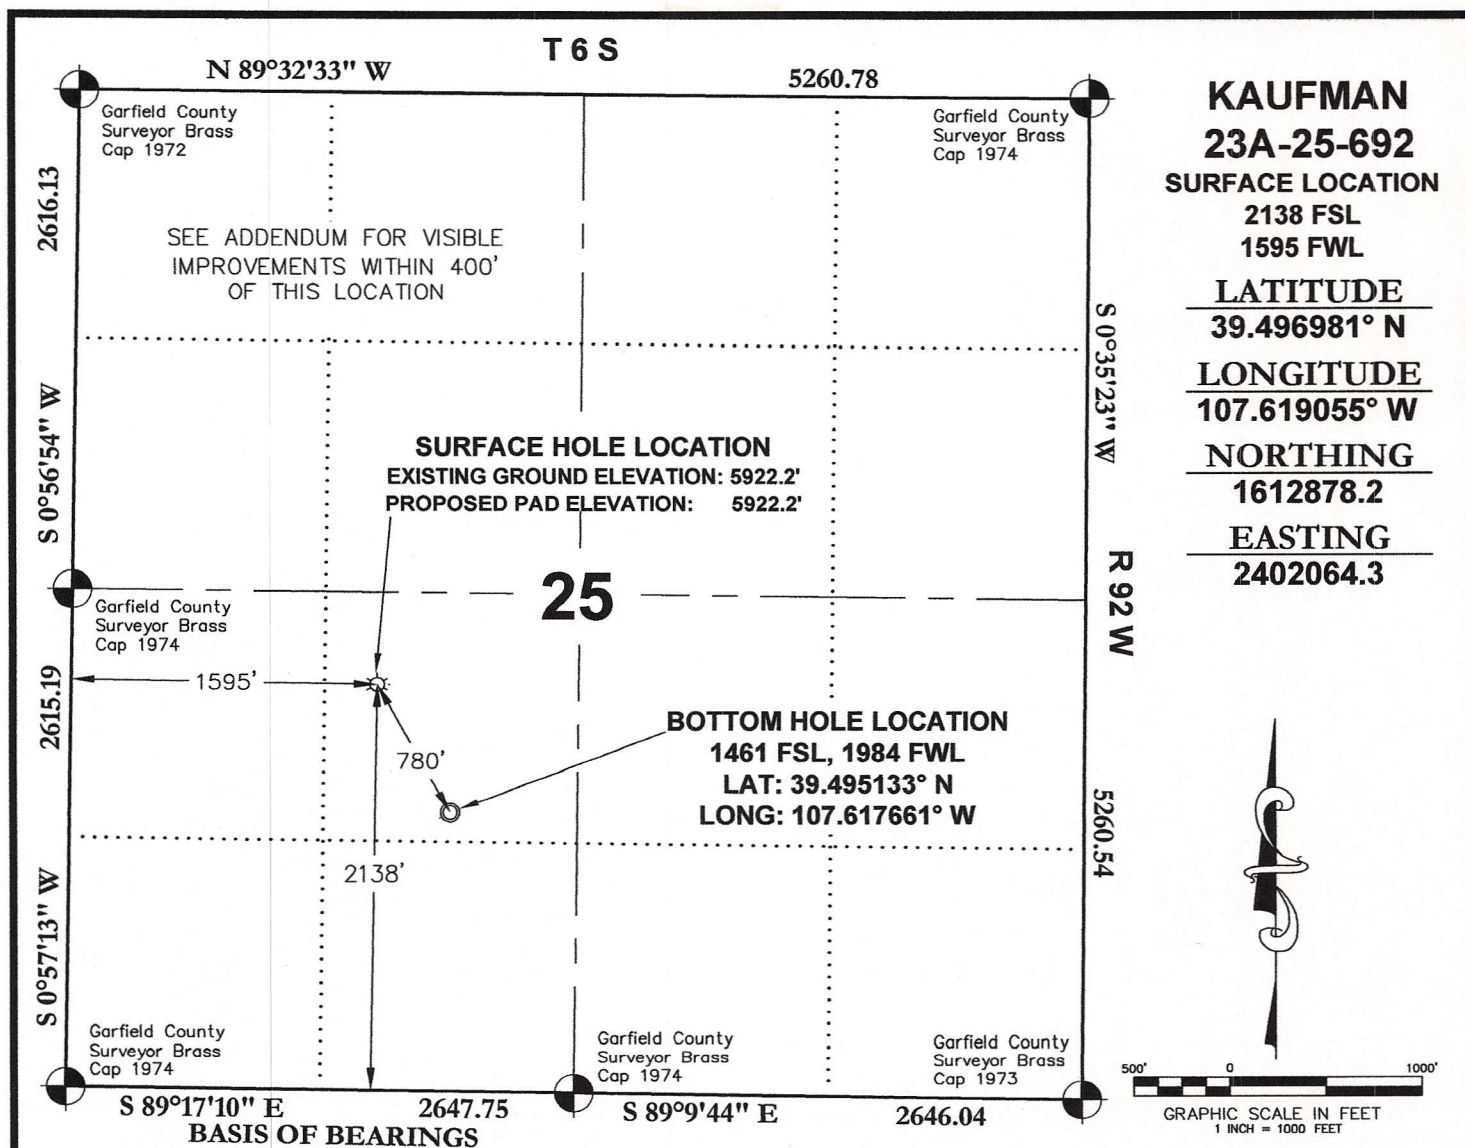 T 6 S
N 89°32'33" W
5260.78
Garfield County
Surveyor Brass
Cap 1972
Garfield County
Surveyor Brass
Cap 1974
KAUFMAN
23A-25-692
SURFACE LOCATION
2138 FSL
1595 FWL
LATITUDE
39.496981° N
LONGITUDE
107.619055° W
NORTHING
1612878.2
EASTING
2402064.3
2616.13
S 0°56'54" W
SEE ADDENDUM FOR VISIBLE
IMPROVEMENTS WITHIN 400'
OF THIS LOCATION
S 0°35'23" W
SURFACE HOLE LOCATION
EXISTING GROUND ELEVATION: 5922.2'
PROPOSED PAD ELEVATION: 5922.2'
25
R 92 W
Garfield County
Surveyor Brass
Cap 1974
2615.19
1595'
780'
BOTTOM HOLE LOCATION
1461 FSL, 1984 FWL
LAT: 39.495133° N
LONG: 107.617661° W
5260.54
2138'
S 0°57'13" W
Garfield County
Surveyor Brass
Cap 1974
Garfield County
Surveyor Brass
Cap 1974
Garfield County
Surveyor Brass
Cap 1973
S 89°17'10" E
2647.75
S 89°9'44" E
2646.04
BASIS OF BEARINGS
500' 0 1000'
GRAPHIC SCALE IN FEET
1 INCH = 1000 FEET